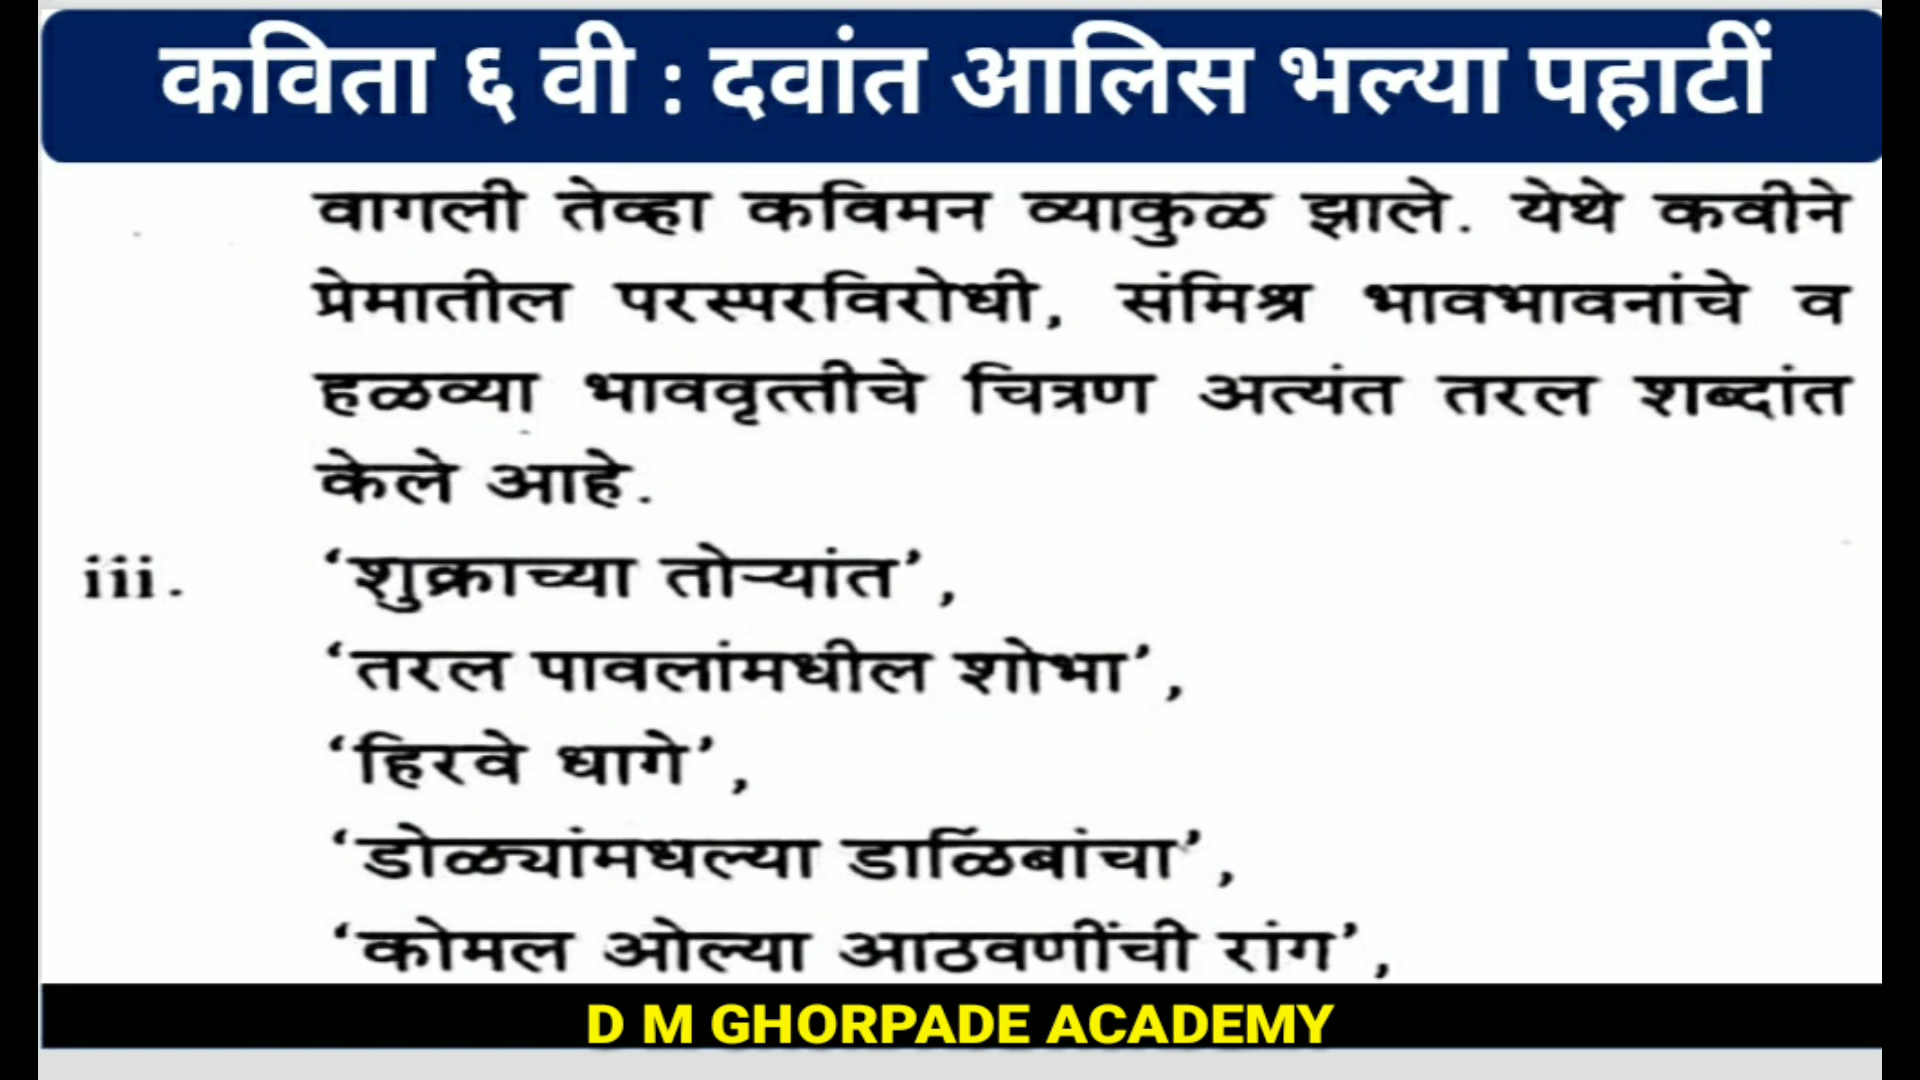 कविता ६ वी : दवांत आलिस भल्या पहाटीं
वागली तेव्हा कविमन व्याकुळ झाले. येथे कवीने
प्रेमातील परस्परविरोधी, संमिश्र भावभावनांचे व
हळव्या भाववृत्तीचे चित्रण अत्यंत तरल शब्दांत
केले आहे.
iii. ‘शुक्राच्या तोऱ्यांत’,
‘तरल पावलांमधील शोभा’,
‘हिरवे धागे’,
‘डोळ्यांमधल्या डाळिंबांचा’,
‘कोमल ओल्या आठवणींची रांग’,
D M GHORPADE ACADEMY